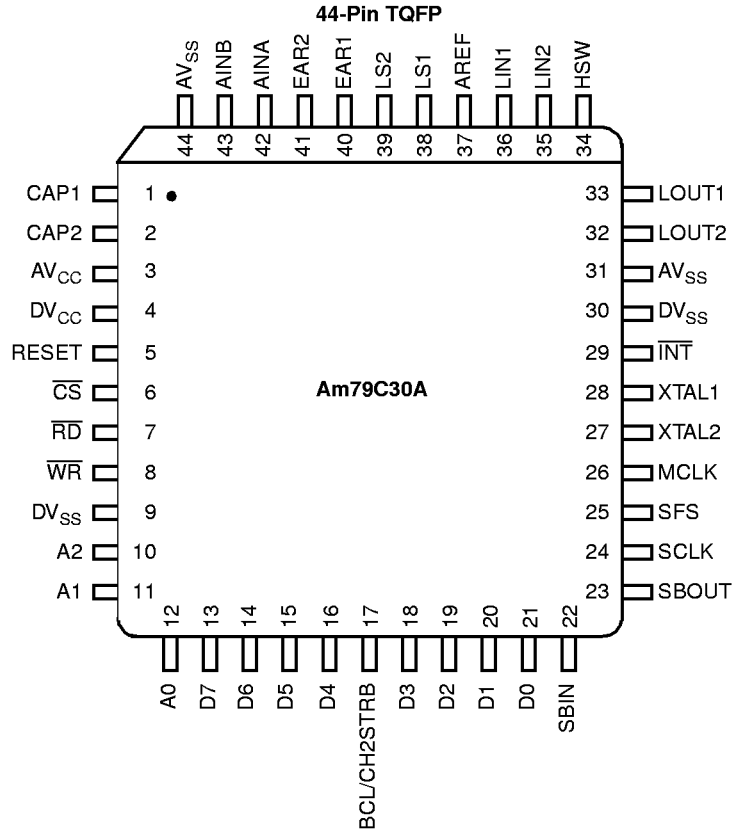 44-Pin TQFP
AVSS AINB AINA EAR2 EAR1 LS2 LS1 AREF LIN1 LIN2 HSW
44 43 42 41 40 39 38 37 36 35 34
CAP1 1 33 LOUT1
CAP2 2 32 LOUT2
AVCC 3 31 AVSS
DVCC 4 30 DVSS
RESET 5 29 INT
CS 6 28 XTAL1
Am79C30A
RD 7 27 XTAL2
WR 8 26 MCLK
DVSS 9 25 SFS
A2 10 24 SCLK
A1 11 23 SBOUT
12 13 14 15 16 17 18 19 20 21 22
A0 D7 D6 D5 D4 BCL/CH2STRB D3 D2 D1 D0 SBIN